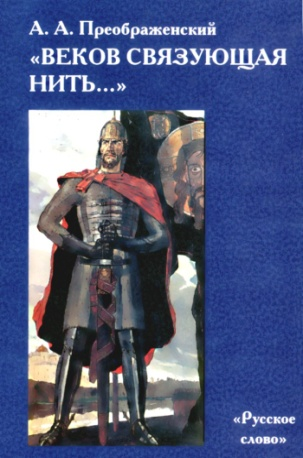 А. А. Преображенский
«ВЕКОВ СВЯЗУЮЩАЯ
НИТЬ...»
«Русское
слово»